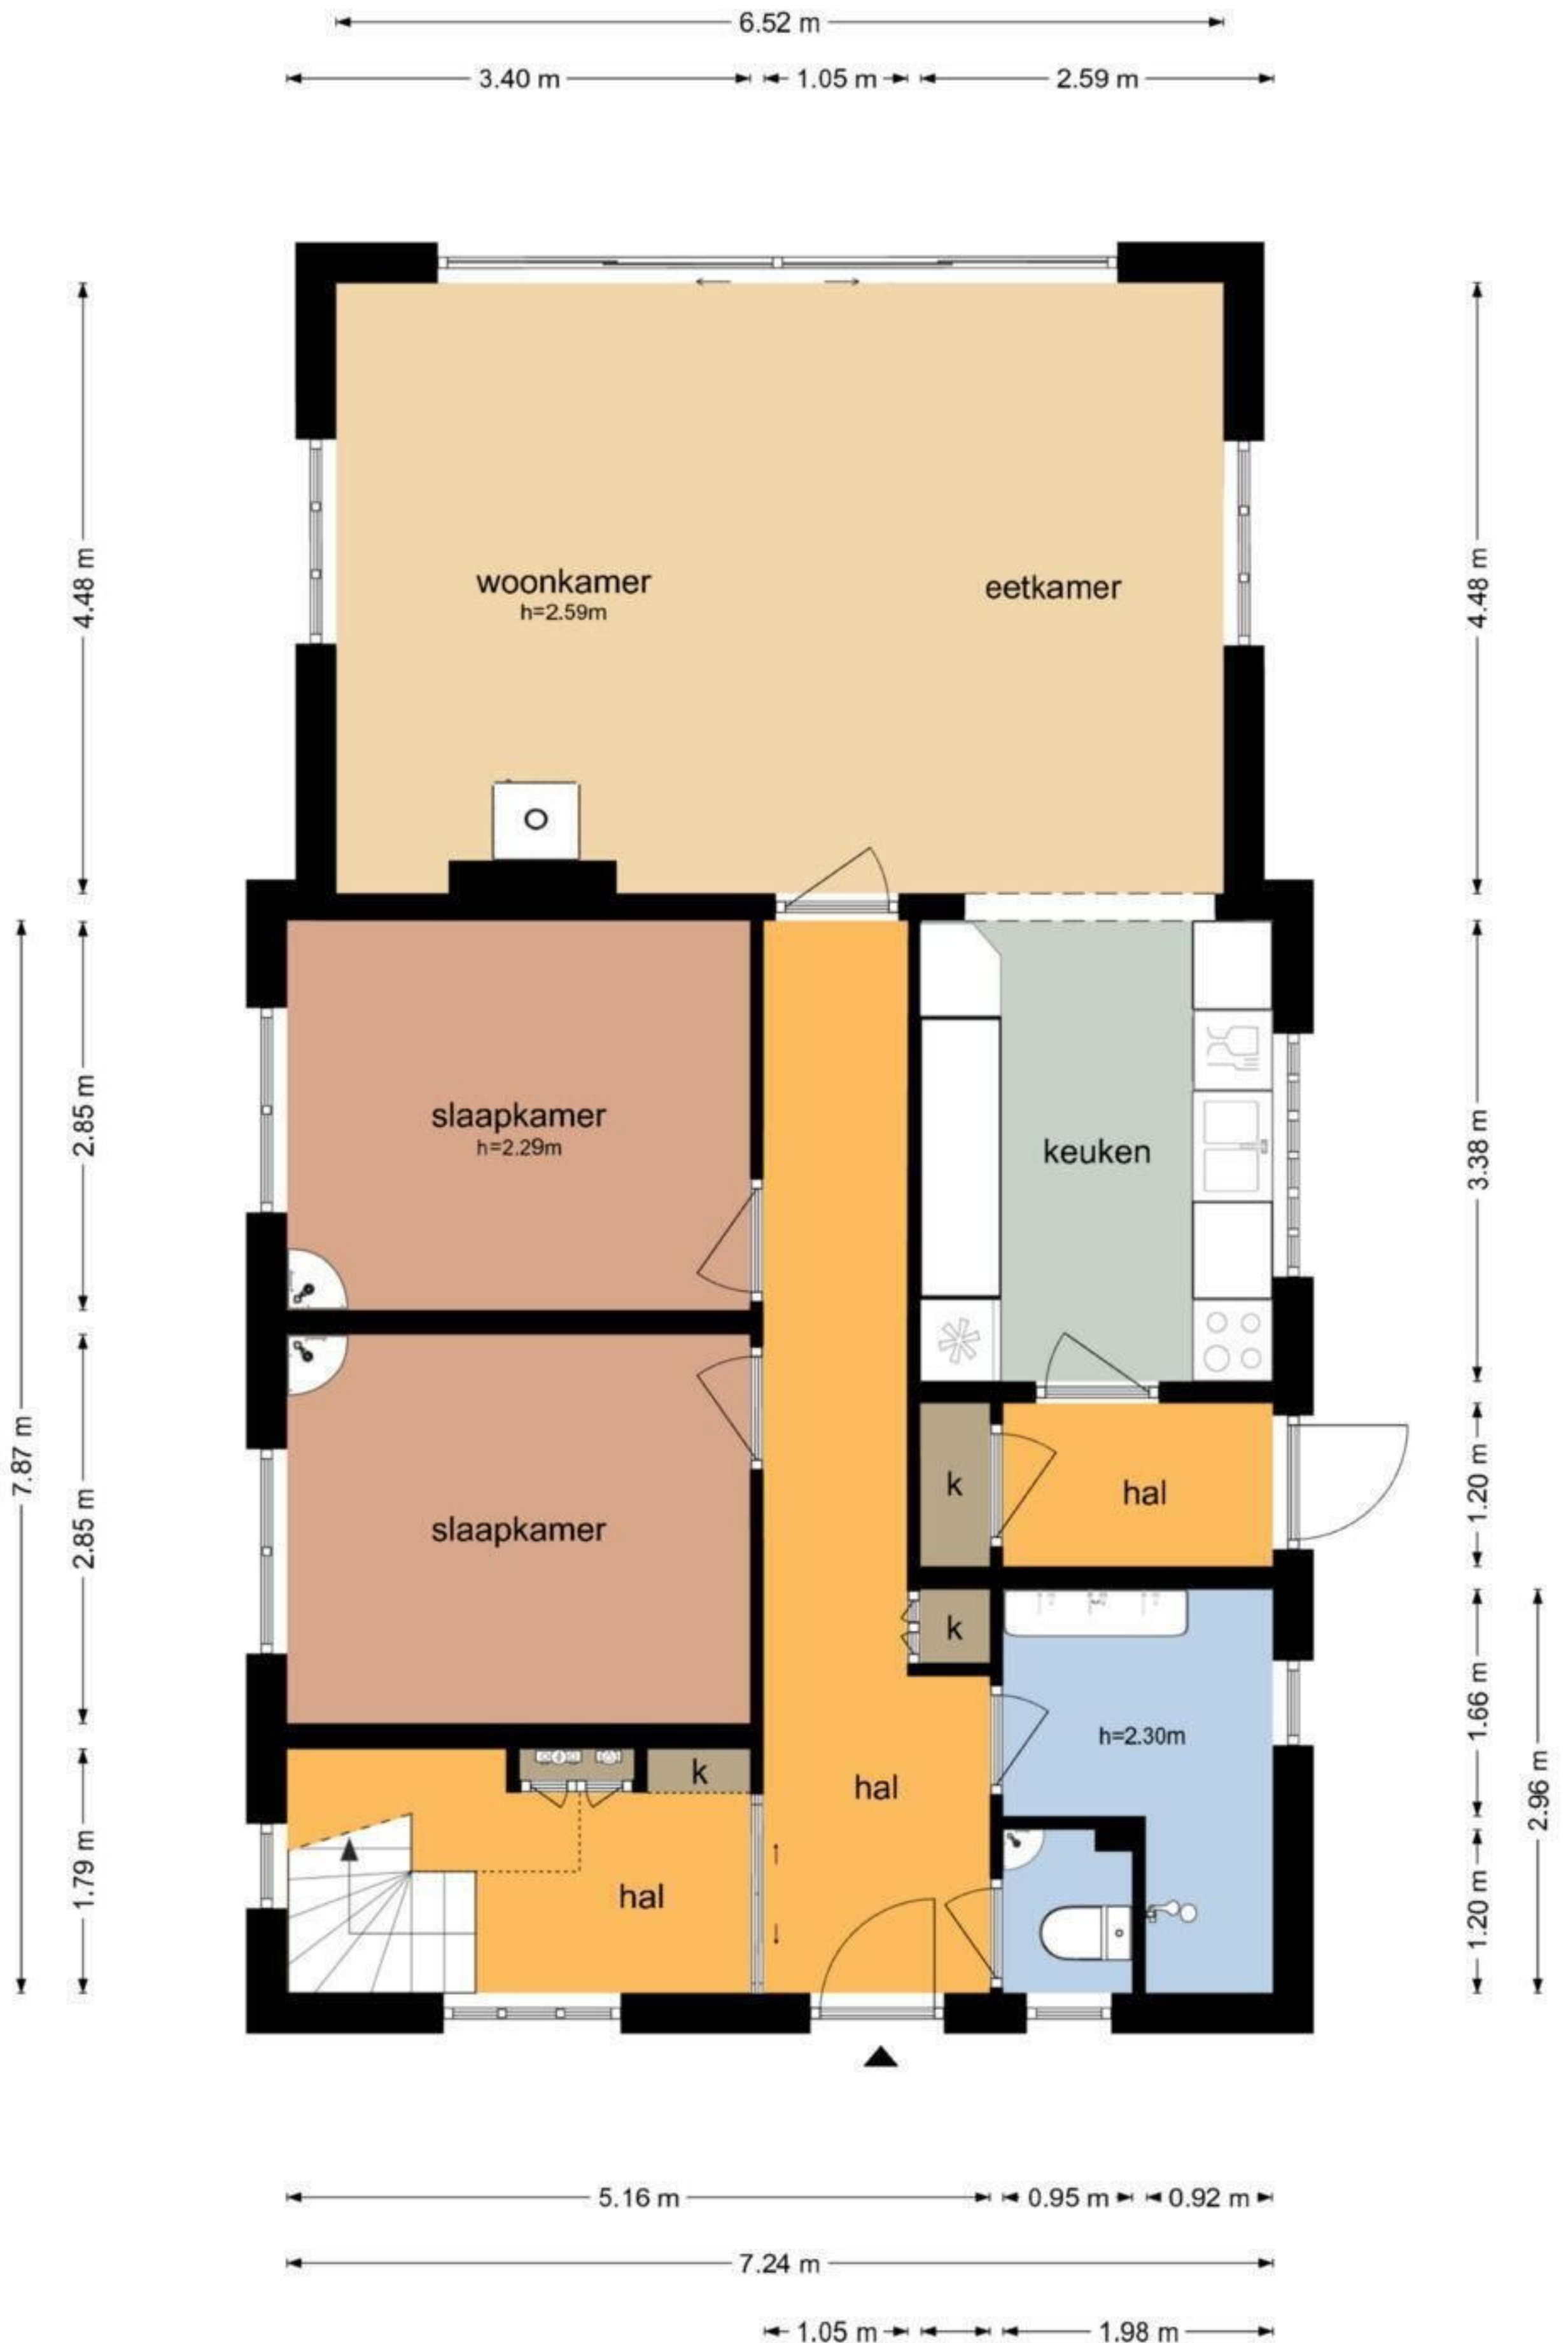 6.52 m
3.40 m
1.05 m
2.59 m
4.48 m
4.48 m
woonkamer
h=2.59m
eetkamer
7.87 m
2.85 m
slaapkamer
h=2.29m
keuken
3.38 m
2.85 m
slaapkamer
k
hal
1.20 m
k
1.66 m
2.96 m
h=2.30m
k
hal
1.79 m
hal
1.20 m
5.16 m
0.95 m
0.92 m
7.24 m
1.05 m
1.98 m